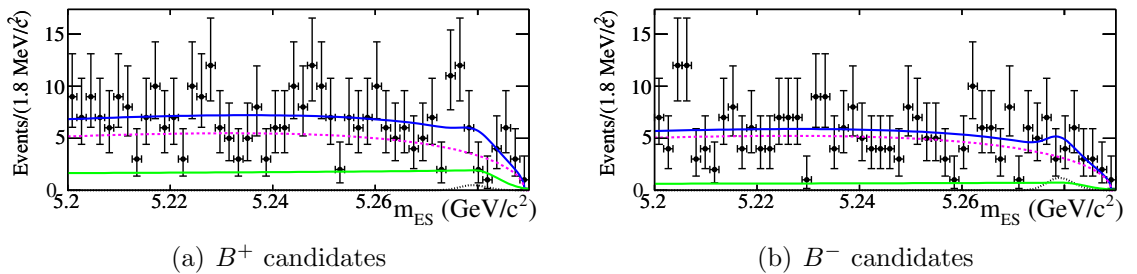 Events/(1.8 MeV/c²)
15
10
5
0
5.2
5.22
5.24
5.26
m_ES (GeV/c²)
(a) B⁺ candidates
Events/(1.8 MeV/c²)
15
10
5
0
5.2
5.22
5.24
5.26
m_ES (GeV/c²)
(b) B⁻ candidates